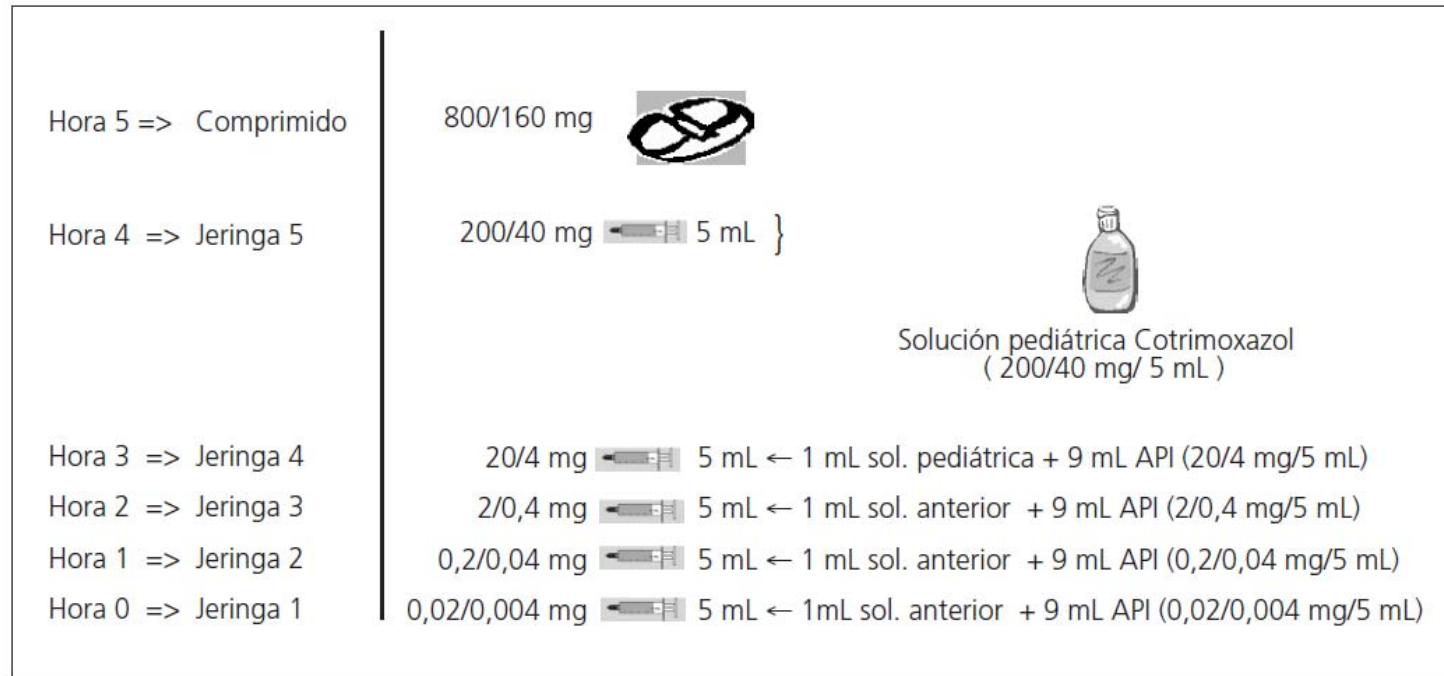 Hora 5 => Comprimido 800/160 mg
Hora 4 => Jeringa 5 200/40 mg 5 mL }
Solución pediátrica Cotrimoxazol
( 200/40 mg/ 5 mL )
Hora 3 => Jeringa 4 20/4 mg 5 mL ← 1 mL sol. pediátrica + 9 mL API (20/4 mg/5 mL)
Hora 2 => Jeringa 3 2/0,4 mg 5 mL ← 1 mL sol. anterior + 9 mL API (2/0,4 mg/5 mL)
Hora 1 => Jeringa 2 0,2/0,04 mg 5 mL ← 1 mL sol. anterior + 9 mL API (0,2/0,04 mg/5 mL)
Hora 0 => Jeringa 1 0,02/0,004 mg 5 mL ← 1mL sol. anterior + 9 mL API (0,02/0,004 mg/5 mL)